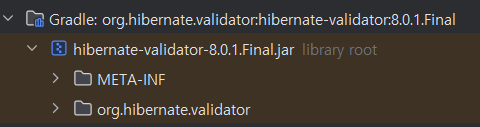 Gradle: org.hibernate.validator:hibernate-validator:8.0.1.Final
hibernate-validator-8.0.1.Final.jar library root
META-INF
org.hibernate.validator